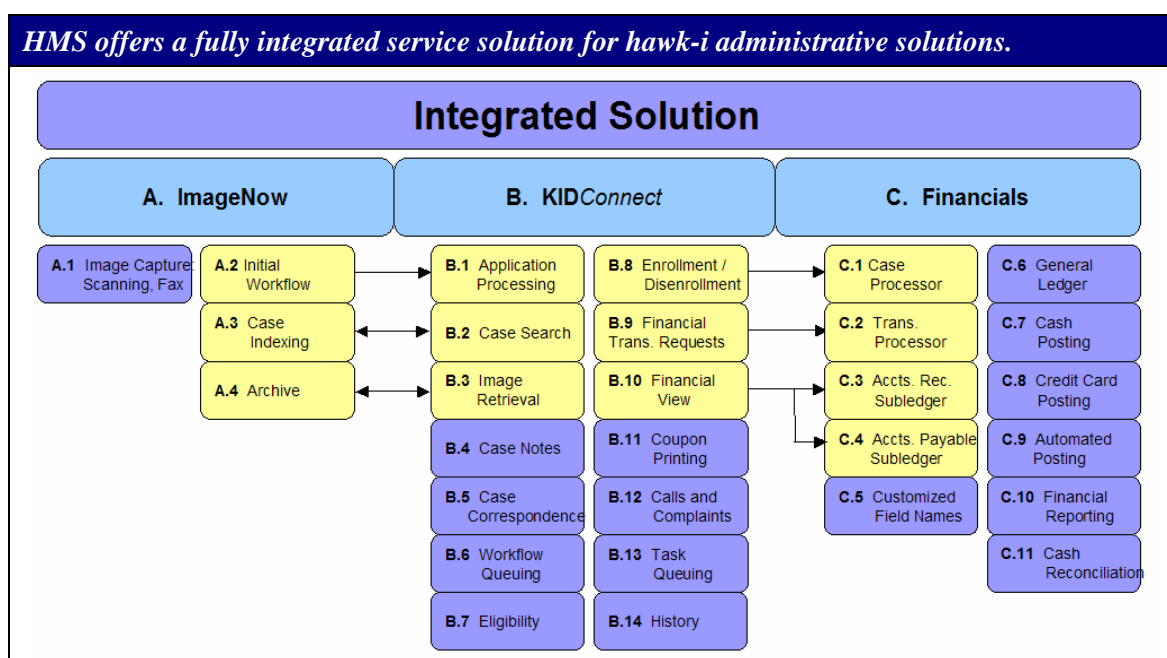 HMS offers a fully integrated service solution for hawk-i administrative solutions.
Integrated Solution
A. ImageNow
B. KIDConnect
C. Financials
A.1 Image Capture:
Scanning, Fax
A.2 Initial
Workflow
A.3 Case
Indexing
A.4 Archive
B.1 Application
Processing
B.2 Case Search
B.3 Image
Retrieval
B.4 Case Notes
B.5 Case
Correspondence
B.6 Workflow
Queuing
B.7 Eligibility
B.8 Enrollment /
Disenrollment
B.9 Financial
Trans. Requests
B.10 Financial
View
B.11 Coupon
Printing
B.12 Calls and
Complaints
B.13 Task
Queuing
B.14 History
C.1 Case
Processor
C.2 Trans.
Processor
C.3 Accts. Rec.
Subledger
C.4 Accts. Payable
Subledger
C.5 Customized
Field Names
C.6 General
Ledger
C.7 Cash
Posting
C.8 Credit Card
Posting
C.9 Automated
Posting
C.10 Financial
Reporting
C.11 Cash
Reconciliation